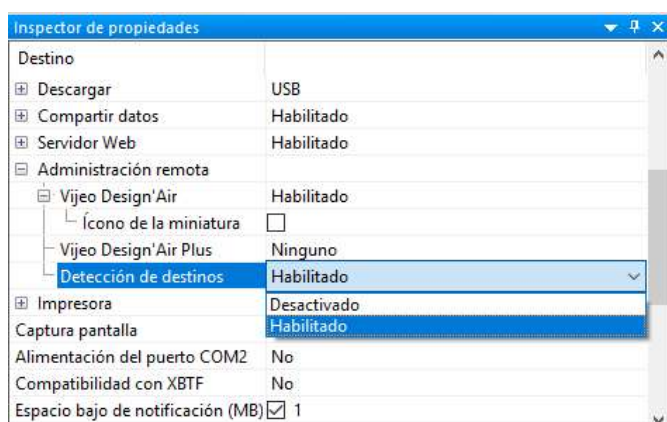 Inspector de propiedades
Destino
Descargar USB
Compartir datos Habilitado
Servidor Web Habilitado
Administración remota
Vijeo Design'Air Habilitado
Ícono de la miniatura
Vijeo Design'Air Plus Ninguno
Detección de destinos Habilitado
Impresora Desactivado
Captura pantalla Habilitado
Alimentación del puerto COM2 No
Compatibilidad con XBTF No
Espacio bajo de notificación (MB) 1